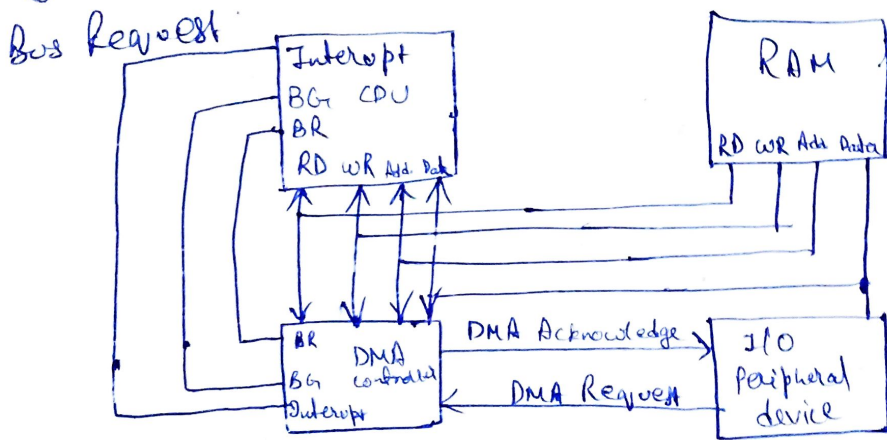 Bus Request
Interupt
BG CPU
BR
RD WR Add. Data
RAM
RD WR Add Data
BR
DMA
controller
BG
Interopt
DMA Acknowledge
DMA Request
I/O
Peripheral
device